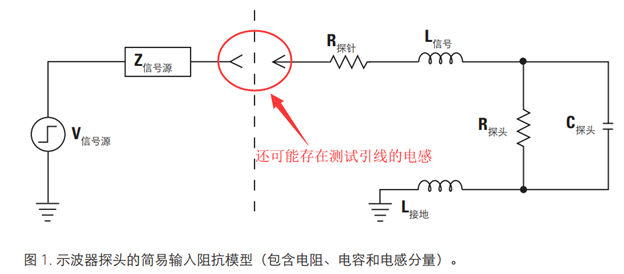 R探针
L信号
Z信号源
V信号源
R探头
C探头
还可能存在测试引线的电感
L接地
图 1. 示波器探头的简易输入阻抗模型（包含电阻、电容和电感分量）。